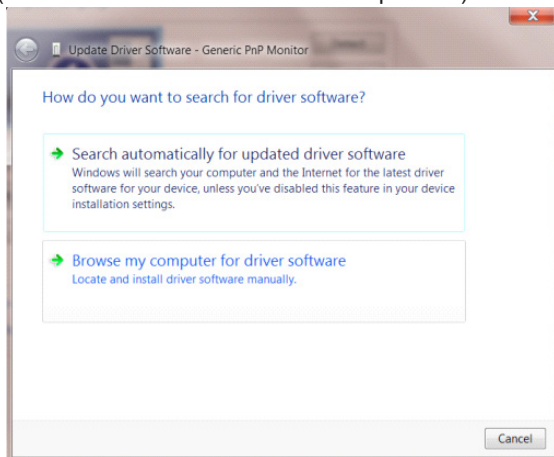 Update Driver Software - Generic PnP Monitor
How do you want to search for driver software?
Search automatically for updated driver software
Windows will search your computer and the Internet for the latest driver
software for your device, unless you've disabled this feature in your device
installation settings.
Browse my computer for driver software
Locate and install driver software manually.
Cancel